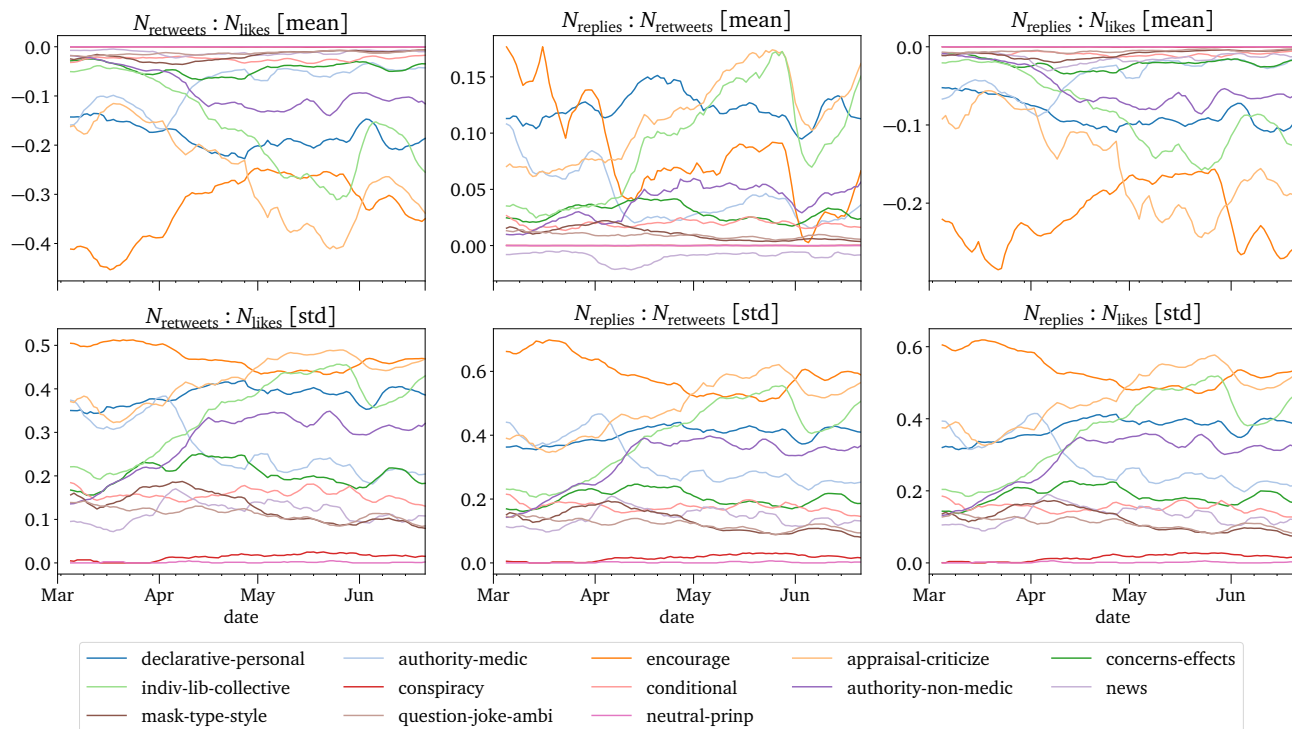 N_retweets : N_likes [mean]
N_replies : N_retweets [mean]
N_replies : N_likes [mean]
0.0
−0.1
−0.2
−0.3
−0.4
0.15
0.10
0.05
0.00
0.0
−0.1
−0.2
N_retweets : N_likes [std]
N_replies : N_retweets [std]
N_replies : N_likes [std]
0.5
0.4
0.3
0.2
0.1
0.0
0.6
0.4
0.2
0.0
0.6
0.4
0.2
0.0
Mar Apr May Jun
Mar Apr May Jun
Mar Apr May Jun
date
date
date
declarative-personal authority-medic encourage appraisal-criticize concerns-effects
indiv-lib-collective conspiracy conditional authority-non-medic news
mask-type-style question-joke-ambi neutral-prinp